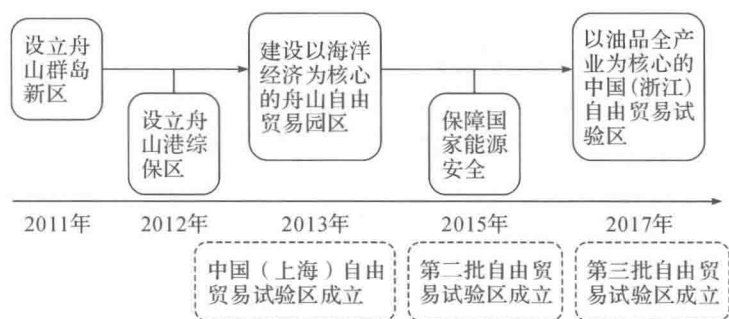 设立舟
山群岛
新区
设立舟
山港综
保区
建设以海洋
经济为核心
的舟山自由
贸易园区
保障国
家能源
安全
以油品全产
业为核心的
中国(浙江)
自由贸易试
验区
2011年
2012年
2013年
2015年
2017年
中国（上海）自由
贸易试验区成立
第二批自由贸
易试验区成立
第三批自由贸
易试验区成立